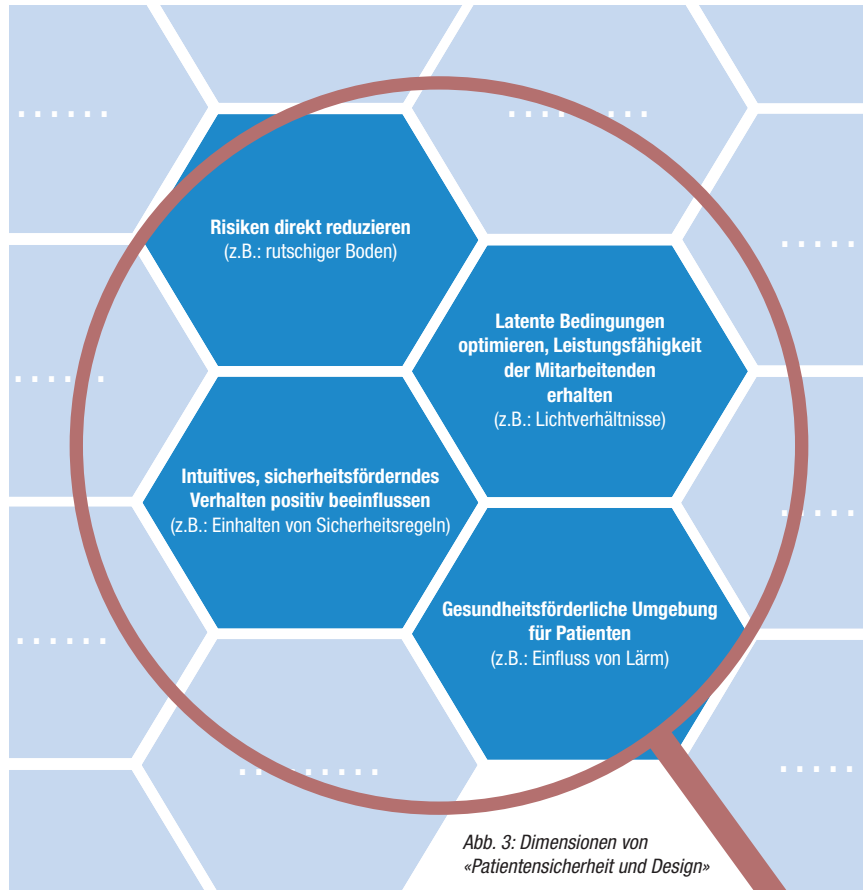 Risiken direkt reduzieren
(z.B.: rutschiger Boden)
Latente Bedingungen
optimieren, Leistungsfähigkeit
der Mitarbeitenden
erhalten
(z.B.: Lichtverhältnisse)
Intuitives, sicherheitsförderndes
Verhalten positiv beeinflussen
(z.B.: Einhalten von Sicherheitsregeln)
Gesundheitsförderliche Umgebung
für Patienten
(z.B.: Einfluss von Lärm)
Abb. 3: Dimensionen von
«Patientensicherheit und Design»